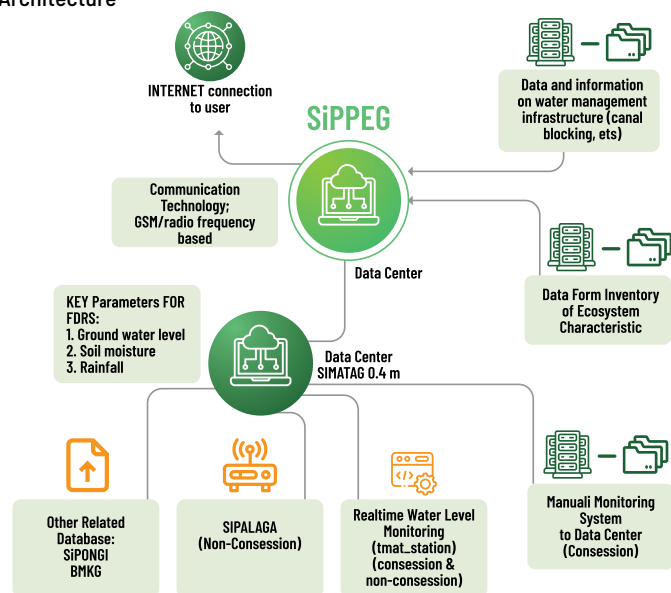 Architecture
INTERNET connection
to user
SiPPEG
Data and information
on water management
infrastructure (canal
blocking, ets)
Communication
Technology;
GSM/radio frequency
based
Data Center
Data Form Inventory
of Ecosystem
Characteristic
KEY Parameters FOR
FDRS:
1. Ground water level
2. Soil moisture
3. Rainfall
Data Center
SIMATAG 0.4 m
Other Related
Database:
SiPONGI
BMKG
SIPALAGA
(Non-Consession)
Realtime Water Level
Monitoring
(tmat_station)
(consession &
non-consession)
Manuali Monitoring
System
to Data Center
(Consession)